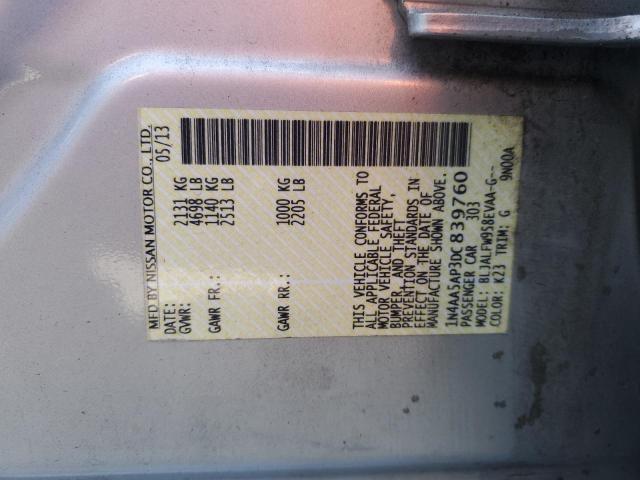 MFD BY NISSAN MOTOR CO., LTD.
DATE: 05/13
GVWR: 2131 KG
4698 LB
GAWR FR.: 1140 KG
2513 LB
GAWR RR.: 1000 KG
2205 LB
THIS VEHICLE CONFORMS TO
ALL APPLICABLE FEDERAL
MOTOR VEHICLE SAFETY,
BUMPER, AND THEFT
PREVENTION STANDARDS IN
EFFECT ON THE DATE OF
MANUFACTURE SHOWN ABOVE.
1N4AA5AP3DC839760
PASSENGER CAR 303
MODEL: BLJALFW958EVAA-G--
COLOR: K23 TRIM: G 9N00A